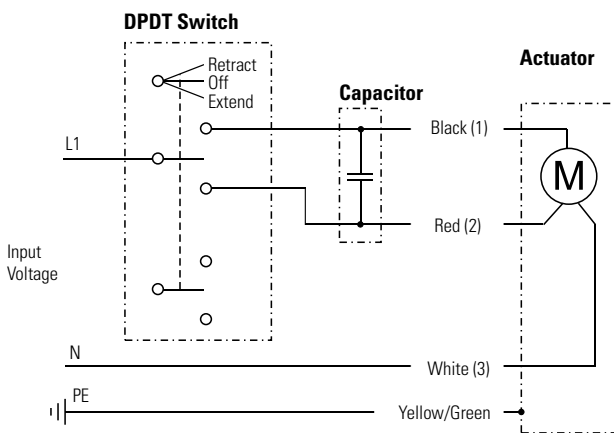 DPDT Switch
Retract
Off
Extend
Actuator
Capacitor
L1
Black (1)
M
Red (2)
Input
Voltage
N
White (3)
PE
Yellow/Green